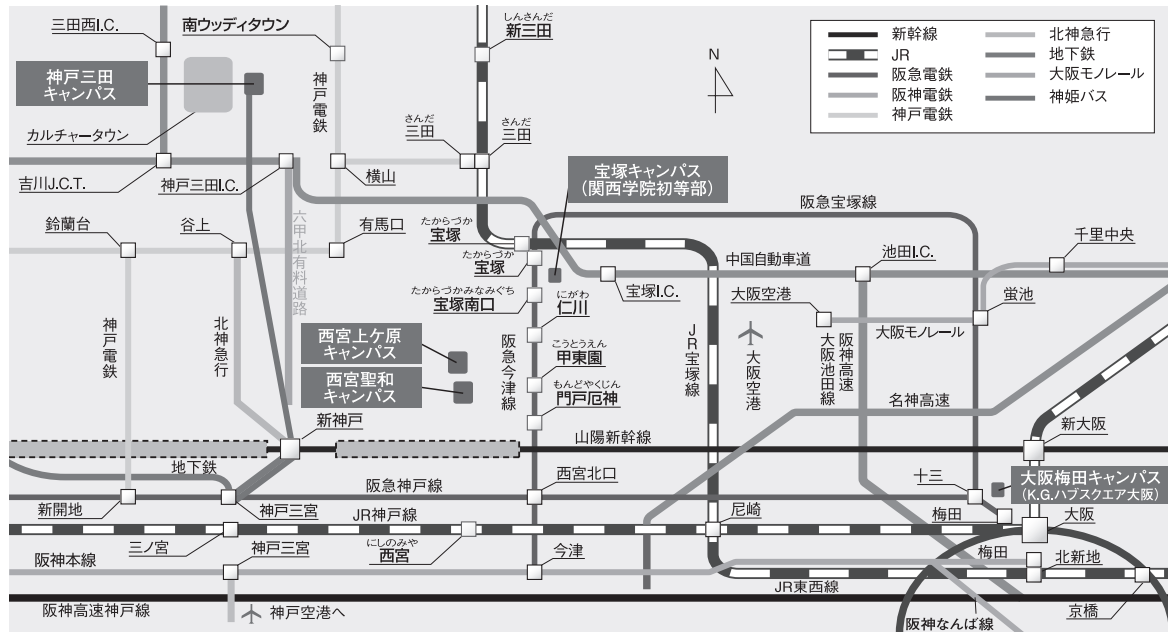 三田西I.C.
南ウッディタウン
しんさんだ
新三田
N
新幹線
JR
阪急電鉄
阪神電鉄
神戸電鉄
北神急行
地下鉄
大阪モノレール
神姫バス
神戸三田
キャンパス
カルチャータウン
神戸電鉄
さんだ
三田
さんだ
三田
吉川J.C.T.
神戸三田I.C.
横山
宝塚キャンパス
(関西学院初等部)
阪急宝塚線
鈴蘭台
谷上
六甲北有料道路
有馬口
たからづか
宝塚
たからづか
宝塚
中国自動車道
池田I.C.
千里中央
たからづかみなみぐち
宝塚南口
宝塚I.C.
大阪空港
蛍池
大阪モノレール
神戸電鉄
北神急行
西宮上ケ原
キャンパス
西宮聖和
キャンパス
阪急今津線
にがわ
仁川
こうとうえん
甲東園
もんどやくじん
門戸厄神
JR宝塚線
大阪空港
阪神高速
大阪池田線
名神高速
新神戸
山陽新幹線
新大阪
地下鉄
阪急神戸線
西宮北口
十三
大阪梅田キャンパス
(K.G.ハブスクエア大阪)
新開地
神戸三宮
JR神戸線
尼崎
梅田
大阪
三ノ宮
神戸三宮
にしのみや
西宮
今津
梅田
北新地
阪神本線
JR東西線
京橋
阪神高速神戸線
神戸空港へ
阪神なんば線